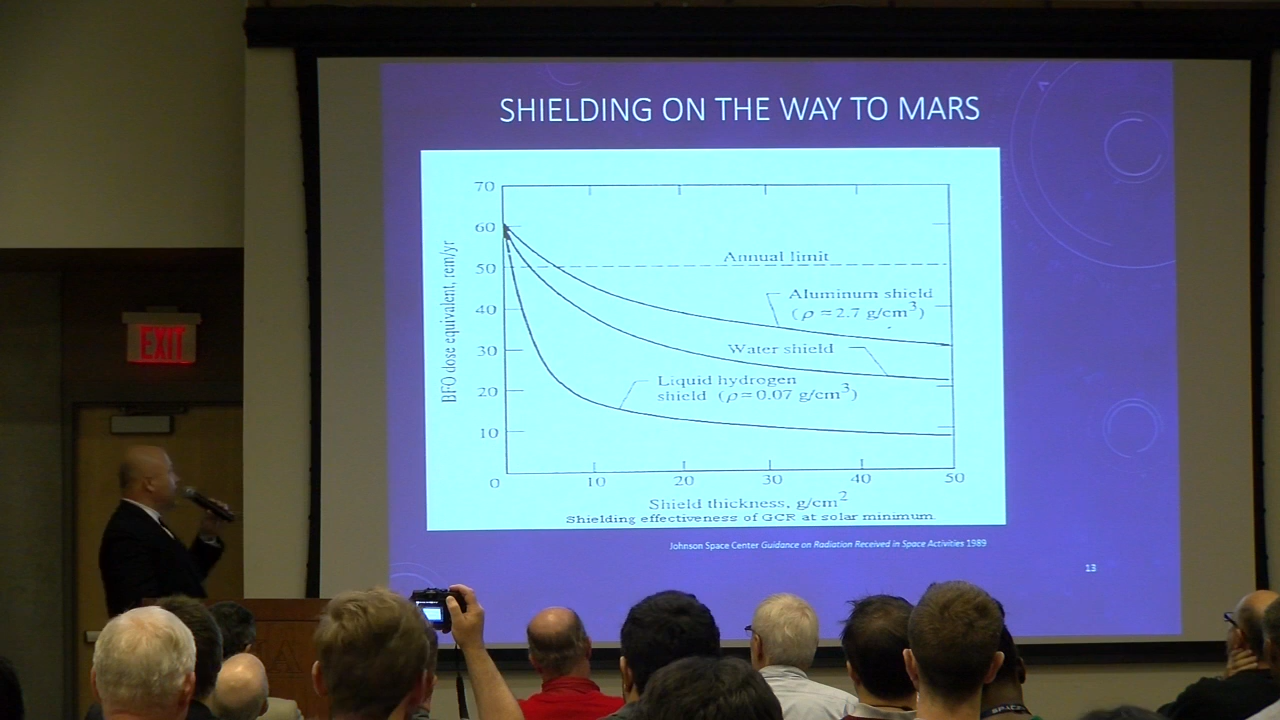 SHIELDING ON THE WAY TO MARS
70
60
50
40
30
20
10
0
10
20
30
40
50
BFO dose equivalent, rem/yr
Annual limit
Aluminum shield
(ρ = 2.7 g/cm³)
Water shield
Liquid hydrogen
shield (ρ = 0.07 g/cm³)
Shield thickness, g/cm²
Shielding effectiveness of GCR at solar minimum.
Johnson Space Center Guidance on Radiation Received in Space Activities 1989
13
EXIT
SPACE